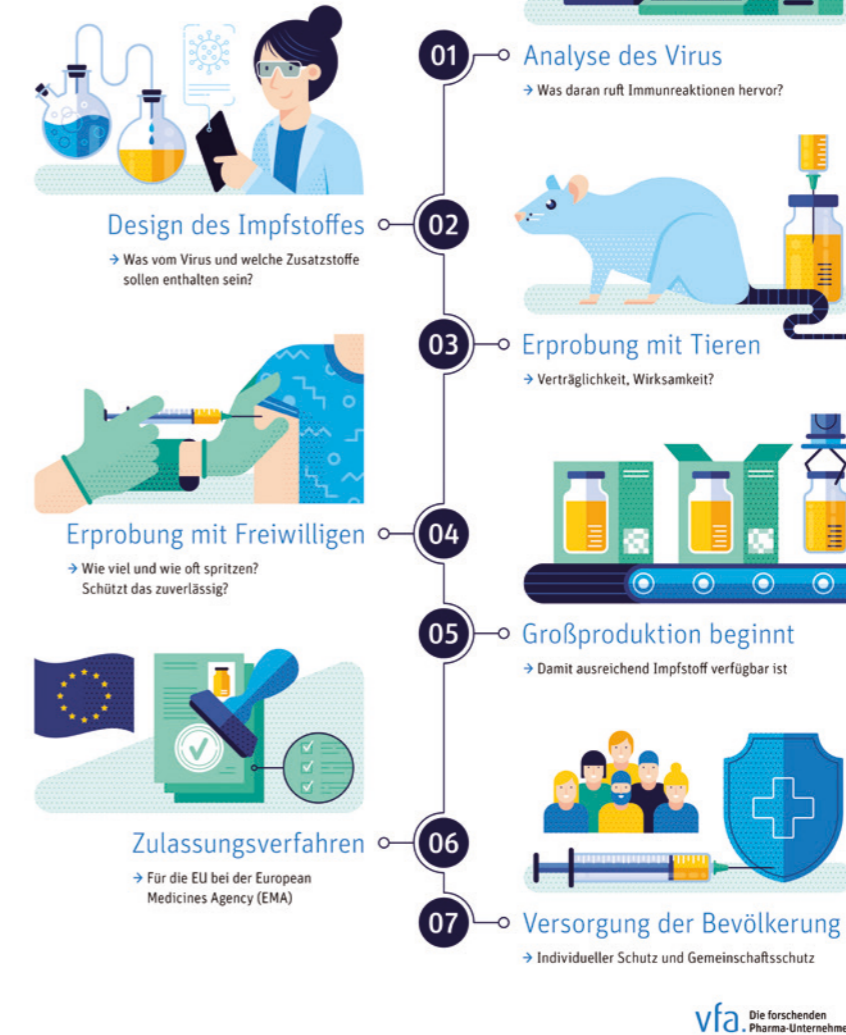 01
Analyse des Virus
→ Was daran ruft Immunreaktionen hervor?
02
Design des Impfstoffes
→ Was vom Virus und welche Zusatzstoffe
sollen enthalten sein?
03
Erprobung mit Tieren
→ Verträglichkeit, Wirksamkeit?
04
Erprobung mit Freiwilligen
→ Wie viel und wie oft spritzen?
Schützt das zuverlässig?
05
Großproduktion beginnt
→ Damit ausreichend Impfstoff verfügbar ist
06
Zulassungsverfahren
→ Für die EU bei der European
Medicines Agency (EMA)
07
Versorgung der Bevölkerung
→ Individueller Schutz und Gemeinschaftsschutz
vfa. Die forschenden
Pharma-Unternehme